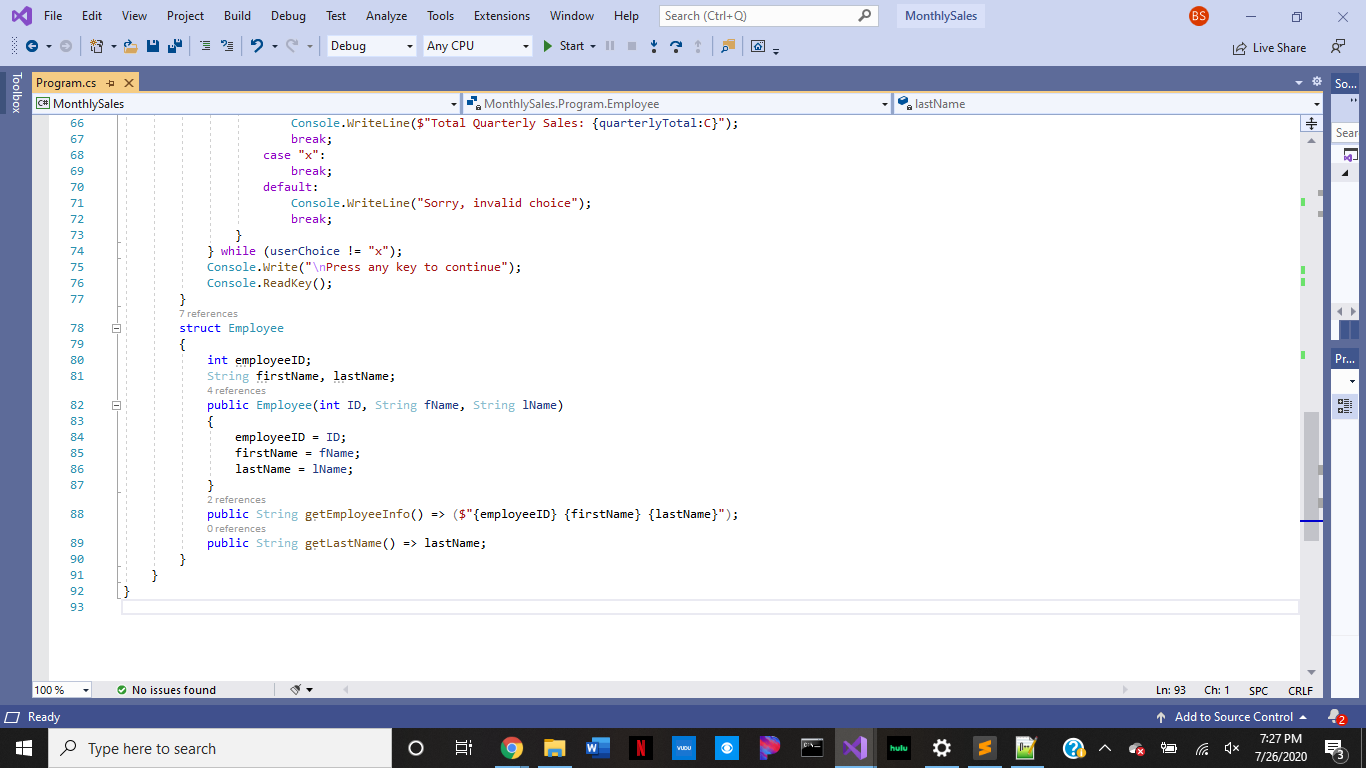 File Edit View Project Build Debug Test Analyze Tools Extensions Window Help Search (Ctrl+Q) MonthlySales BS
Debug Any CPU Start Live Share
Toolbox
Program.cs So...
C# MonthlySales MonthlySales.Program.Employee lastName
66 Console.WriteLine($"Total Quarterly Sales: {quarterlyTotal:C}");
Sear
67 break;
68 case "x":
69 break;
70 default:
71 Console.WriteLine("Sorry, invalid choice");
72 break;
73 }
74 } while (userChoice != "x");
75 Console.Write("\nPress any key to continue");
76 Console.ReadKey();
77 }
7 references
78 struct Employee
79 {
80 int employeeID;
Pr...
81 String firstName, lastName;
4 references
82 public Employee(int ID, String fName, String lName)
83 {
84 employeeID = ID;
85 firstName = fName;
86 lastName = lName;
87 }
2 references
88 public String getEmployeeInfo() => ($"{employeeID} {firstName} {lastName}");
0 references
89 public String getLastName() => lastName;
90 }
91 }
92 }
93
100 % No issues found Ln: 93 Ch: 1 SPC CRLF
Ready Add to Source Control 2
Type here to search W N VUDU hulu 7:27 PM
7/26/2020 3